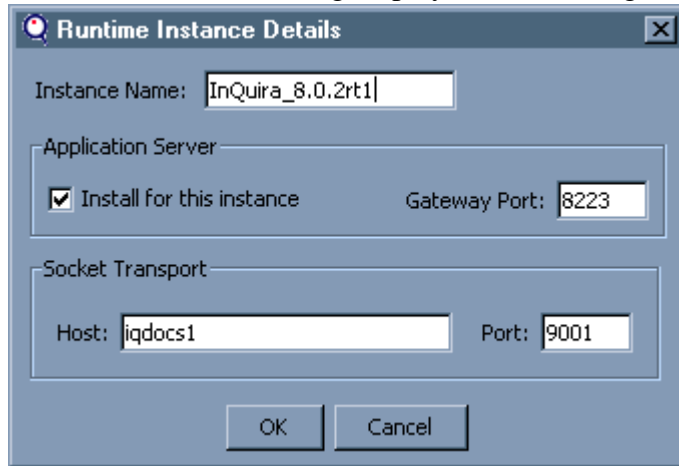 Runtime Instance Details
Instance Name: InQuira_8.0.2rt1
Application Server
Install for this instance Gateway Port: 8223
Socket Transport
Host: iqdocs1 Port: 9001
OK Cancel